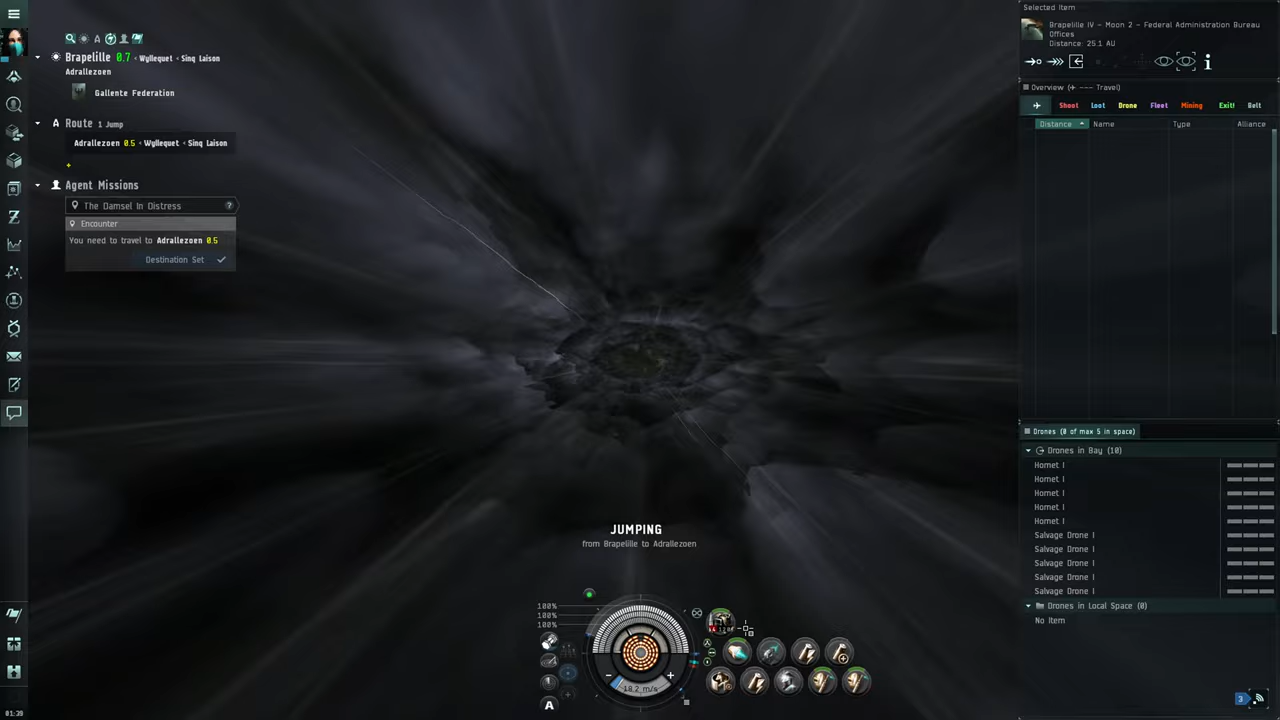 Brapelille 0.7 ‹ Wyllequet ‹ Sinq Laison
Adrallezoen
Gallente Federation
Route 1 Jump
Adrallezoen 0.5 ‹ Wyllequet ‹ Sinq Laison
Agent Missions
The Damsel In Distress
?
Encounter
You need to travel to Adrallezoen 0.5
Destination Set
JUMPING
from Brapelille to Adrallezoen
100%
100%
100%
18.2 m/s
A
01:39
Selected Item
Brapelille IV - Moon 2 - Federal Administration Bureau
Offices
Distance: 25.1 AU
Overview (+ --- Travel)
Shoot Loot Drone Fleet Mining Exit! Belt
Distance Name Type Alliance
Drones (0 of max 5 in space)
Drones in Bay (10)
Hornet I
Hornet I
Hornet I
Hornet I
Hornet I
Salvage Drone I
Salvage Drone I
Salvage Drone I
Salvage Drone I
Salvage Drone I
Drones in Local Space (0)
No Item
3